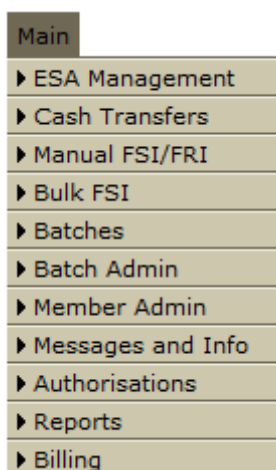 Main
ESA Management
Cash Transfers
Manual FSI/FRI
Bulk FSI
Batches
Batch Admin
Member Admin
Messages and Info
Authorisations
Reports
Billing